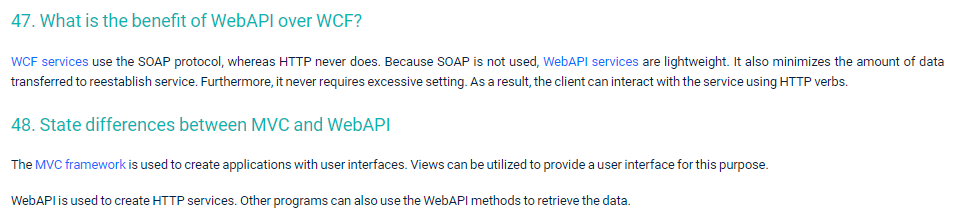 47. What is the benefit of WebAPI over WCF?
WCF services use the SOAP protocol, whereas HTTP never does. Because SOAP is not used, WebAPI services are lightweight. It also minimizes the amount of data
transferred to reestablish service. Furthermore, it never requires excessive setting. As a result, the client can interact with the service using HTTP verbs.
48. State differences between MVC and WebAPI
The MVC framework is used to create applications with user interfaces. Views can be utilized to provide a user interface for this purpose.
WebAPI is used to create HTTP services. Other programs can also use the WebAPI methods to retrieve the data.